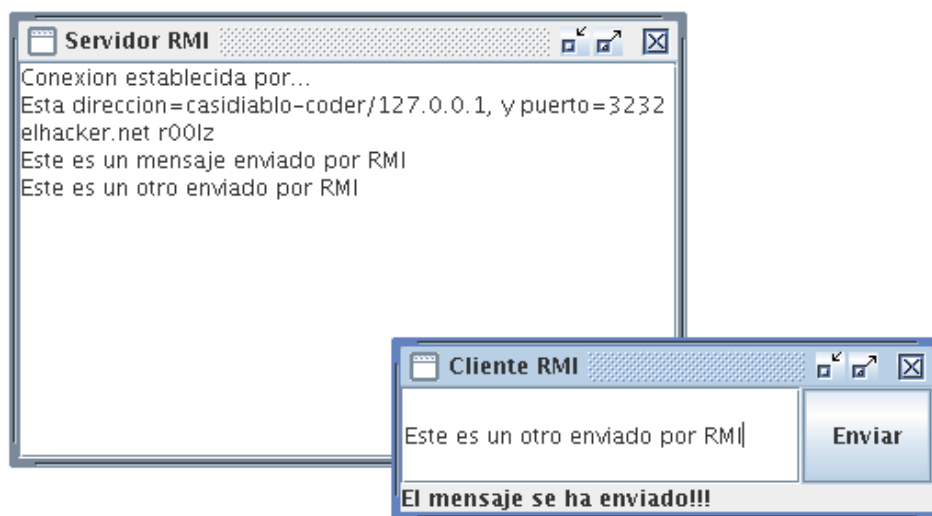 Servidor RMI
Conexion establecida por...
Esta direccion=casidiablo-coder/127.0.0.1, y puerto=3232
elhacker.net r00lz
Este es un mensaje enviado por RMI
Este es un otro enviado por RMI
Cliente RMI
Este es un otro enviado por RMI
Enviar
El mensaje se ha enviado!!!